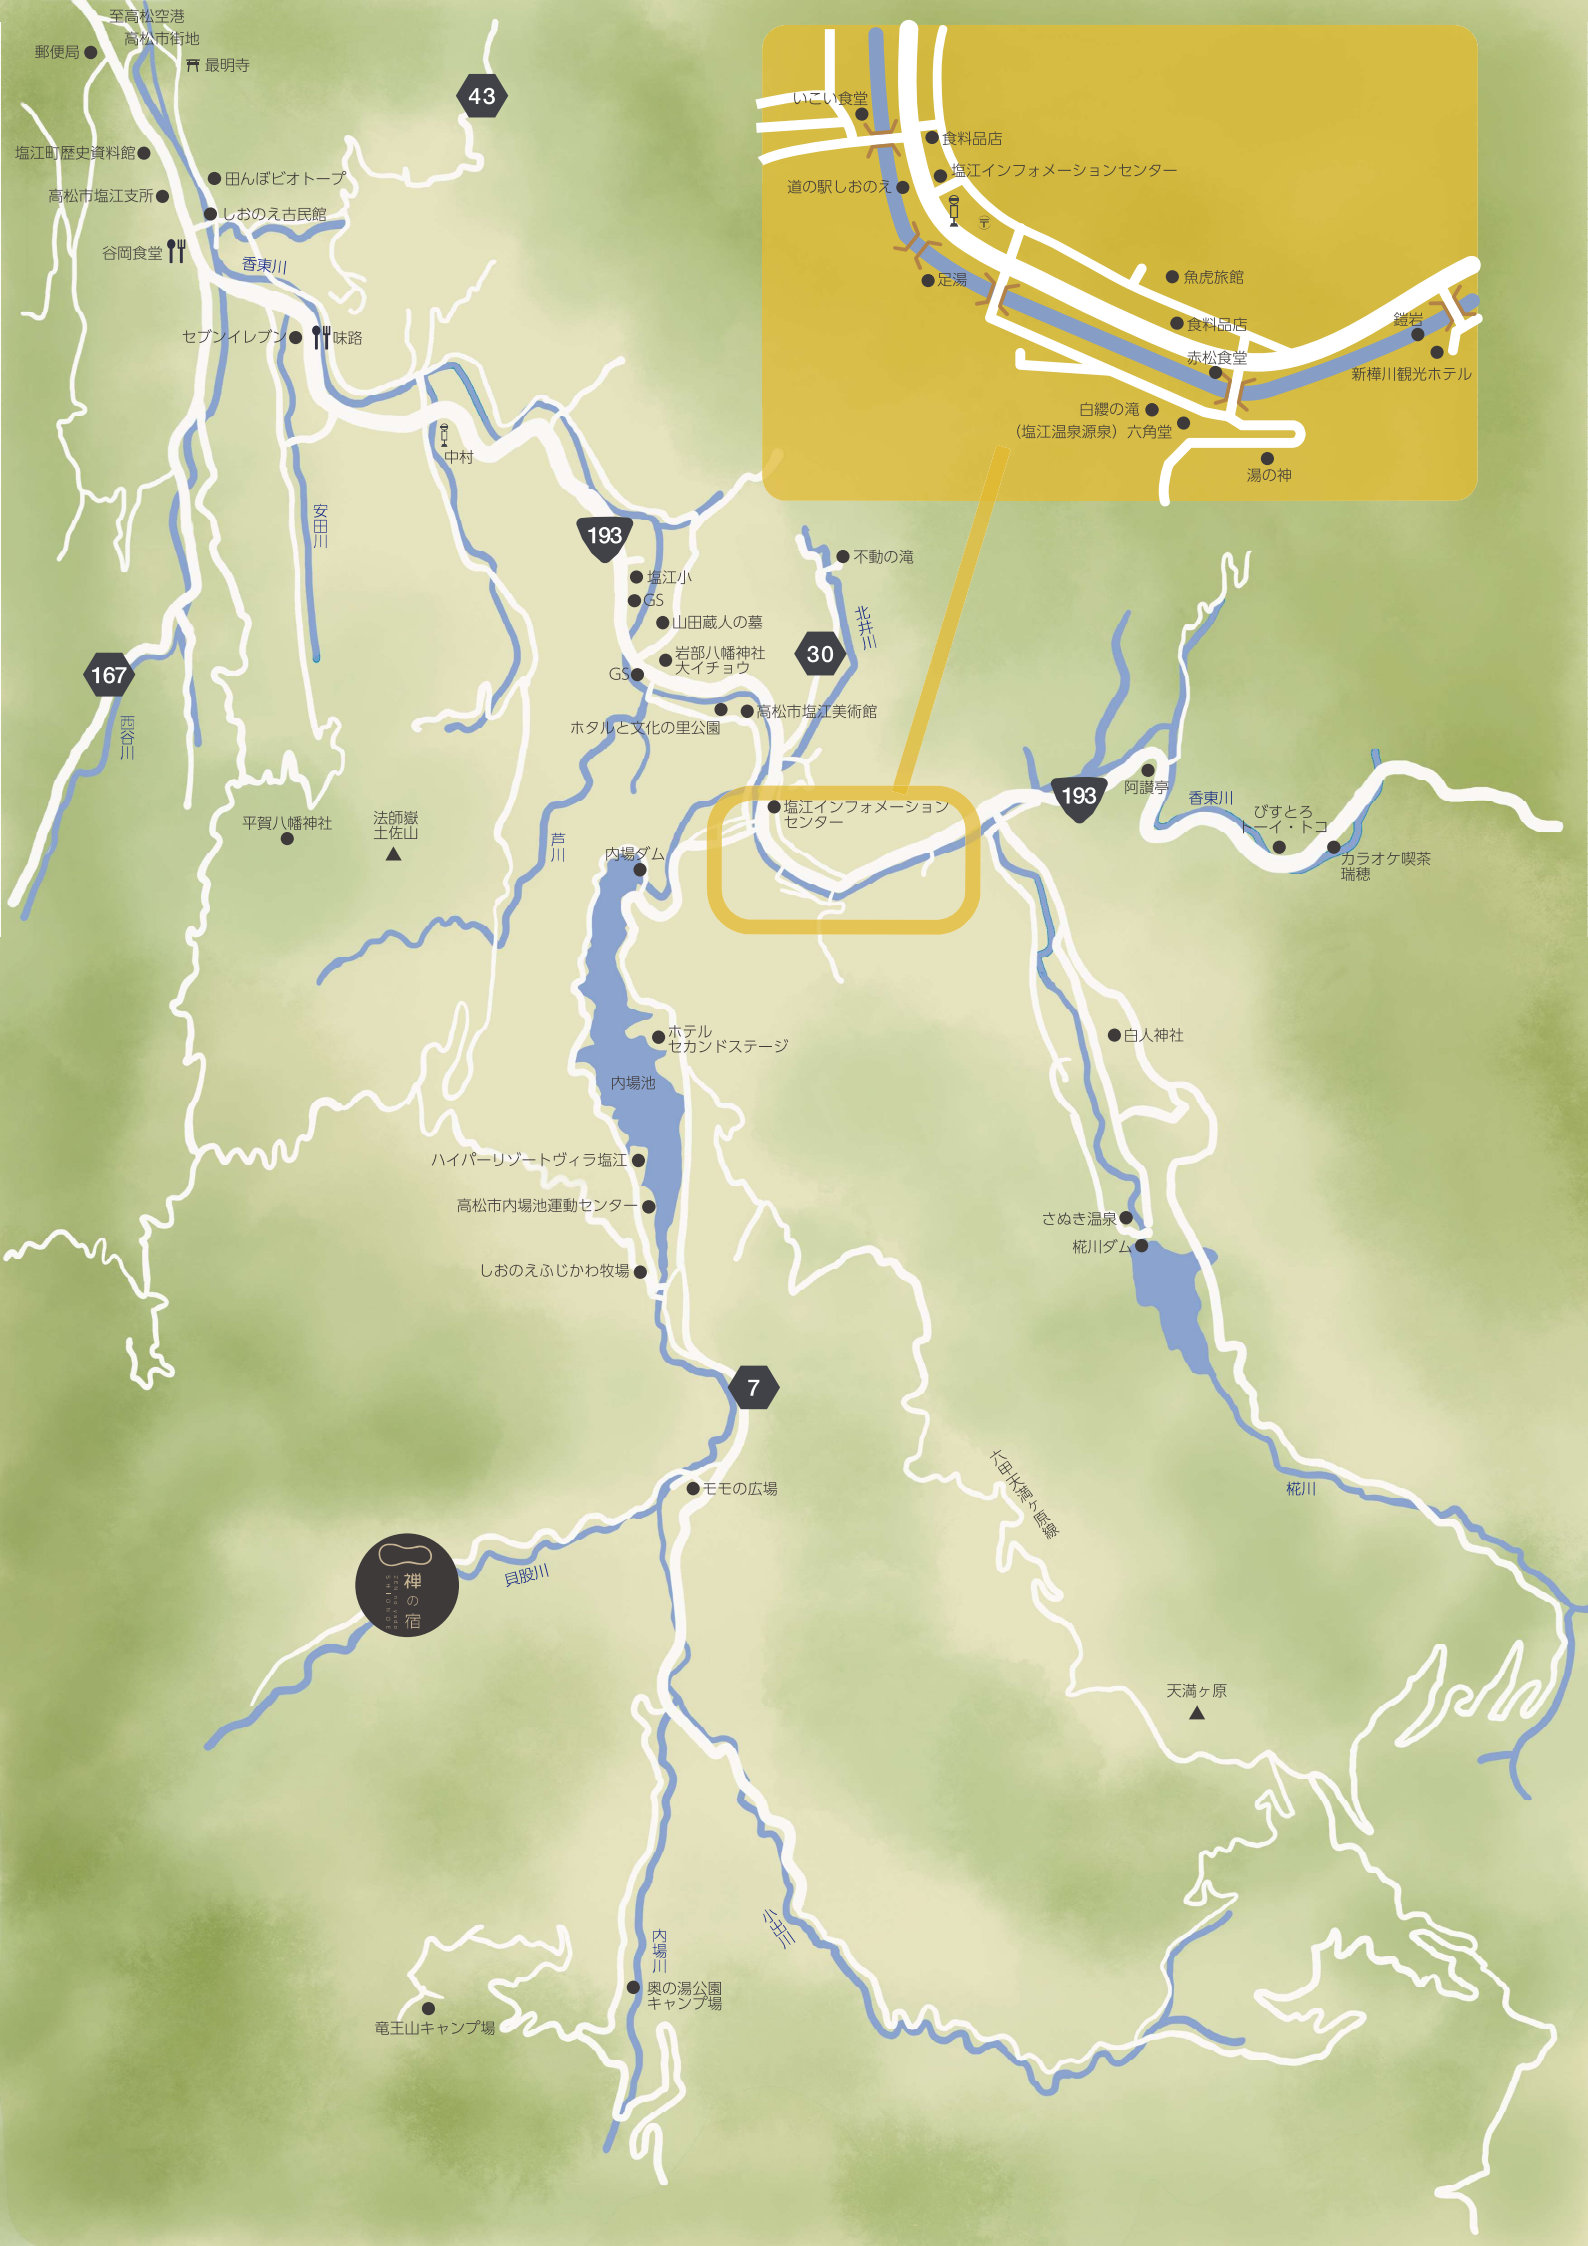 至高松空港
高松市街地
郵便局
最明寺
43
塩江町歴史資料館
田んぼビオトープ
高松市塩江支所
しおのえ古民館
谷岡食堂
香東川
セブンイレブン
味路
中村
安田川
193
塩江小
GS
山田蔵人の墓
岩部八幡神社
大イチョウ
GS
ホタルと文化の里公園
高松市塩江美術館
不動の滝
北井川
30
167
西谷川
平賀八幡神社
法師嶽
土佐山
芦川
内場ダム
塩江インフォメーション
センター
193
阿讃亭
香東川
びすとろ
トーイ・トコ
カラオケ喫茶
瑞穂
いこい食堂
食料品店
塩江インフォメーションセンター
道の駅しおのえ
足湯
魚虎旅館
食料品店
赤松食堂
鎧岩
新樺川観光ホテル
白纓の滝
(塩江温泉源泉)六角堂
湯の神
ホテル
セカンドステージ
内場池
白人神社
ハイパーリゾートヴィラ塩江
高松市内場池運動センター
さぬき温泉
椛川ダム
しおのえふじかわ牧場
7
モモの広場
六甲天満ヶ原線
椛川
貝股川
禅の宿
ZEN no yado
SHIONOE
天満ヶ原
小出川
内場川
奥の湯公園
キャンプ場
竜王山キャンプ場